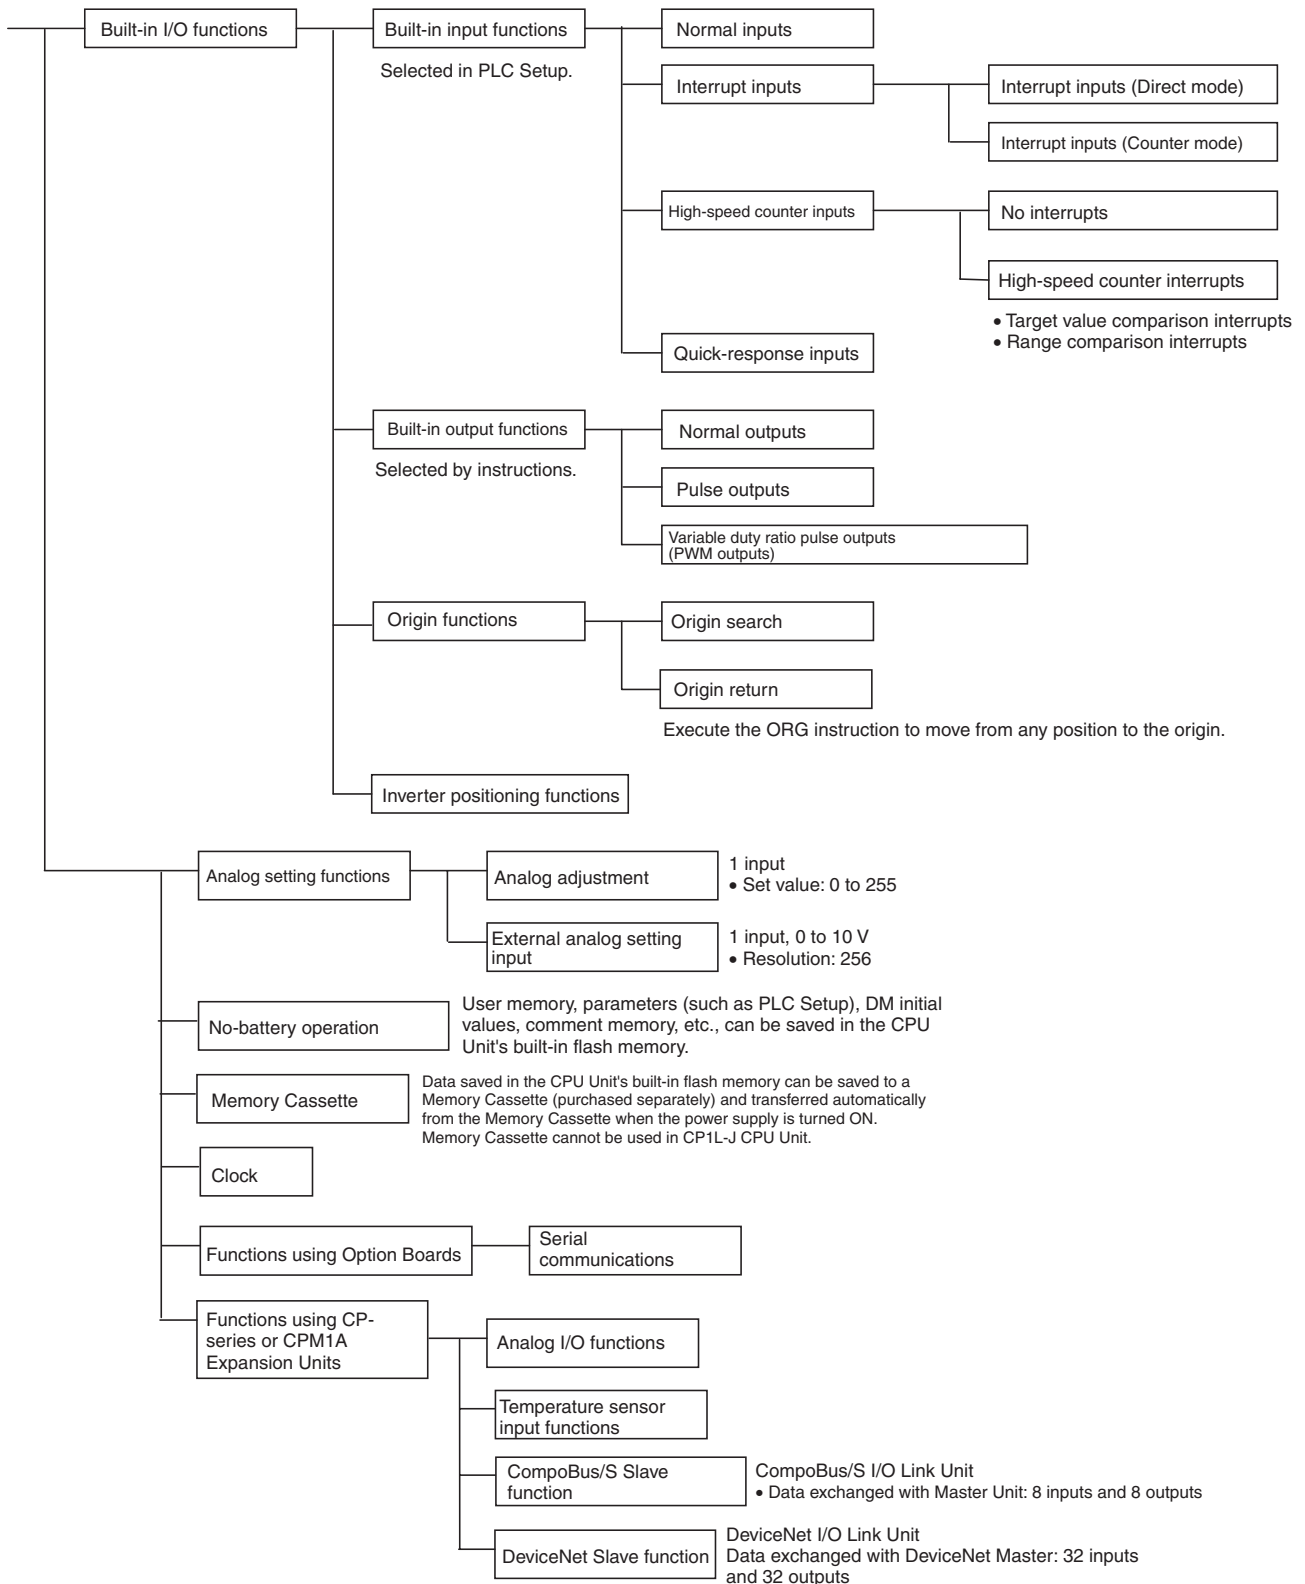 Built-in I/O functions
Built-in input functions
Selected in PLC Setup.
Normal inputs
Interrupt inputs
Interrupt inputs (Direct mode)
Interrupt inputs (Counter mode)
High-speed counter inputs
No interrupts
High-speed counter interrupts
• Target value comparison interrupts
• Range comparison interrupts
Quick-response inputs
Built-in output functions
Selected by instructions.
Normal outputs
Pulse outputs
Variable duty ratio pulse outputs
(PWM outputs)
Origin functions
Origin search
Origin return
Execute the ORG instruction to move from any position to the origin.
Inverter positioning functions
Analog setting functions
Analog adjustment
1 input
• Set value: 0 to 255
External analog setting
input
1 input, 0 to 10 V
• Resolution: 256
No-battery operation
User memory, parameters (such as PLC Setup), DM initial
values, comment memory, etc., can be saved in the CPU
Unit's built-in flash memory.
Memory Cassette
Data saved in the CPU Unit's built-in flash memory can be saved to a
Memory Cassette (purchased separately) and transferred automatically
from the Memory Cassette when the power supply is turned ON.
Memory Cassette cannot be used in CP1L-J CPU Unit.
Clock
Functions using Option Boards
Serial
communications
Functions using CP-
series or CPM1A
Expansion Units
Analog I/O functions
Temperature sensor
input functions
CompoBus/S Slave
function
CompoBus/S I/O Link Unit
• Data exchanged with Master Unit: 8 inputs and 8 outputs
DeviceNet Slave function
DeviceNet I/O Link Unit
Data exchanged with DeviceNet Master: 32 inputs
and 32 outputs